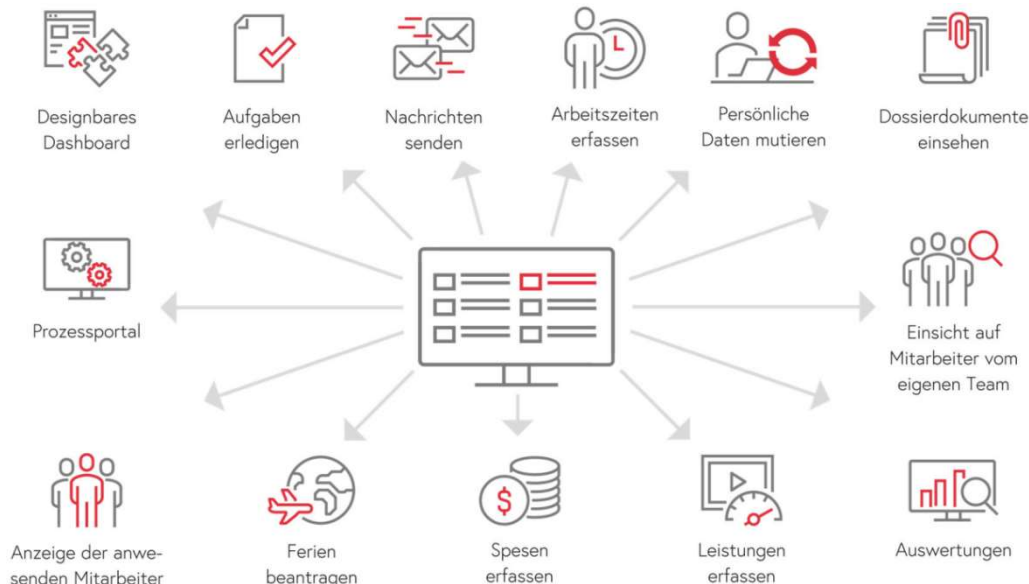 Designbares
Dashboard
Aufgaben
erledigen
Nachrichten
senden
Arbeitszeiten
erfassen
Persönliche
Daten mutieren
Dossierdokumente
einsehen
Prozessportal
Einsicht auf
Mitarbeiter vom
eigenen Team
Anzeige der anwe-
senden Mitarbeiter
Ferien
beantragen
Spesen
erfassen
Leistungen
erfassen
Auswertungen